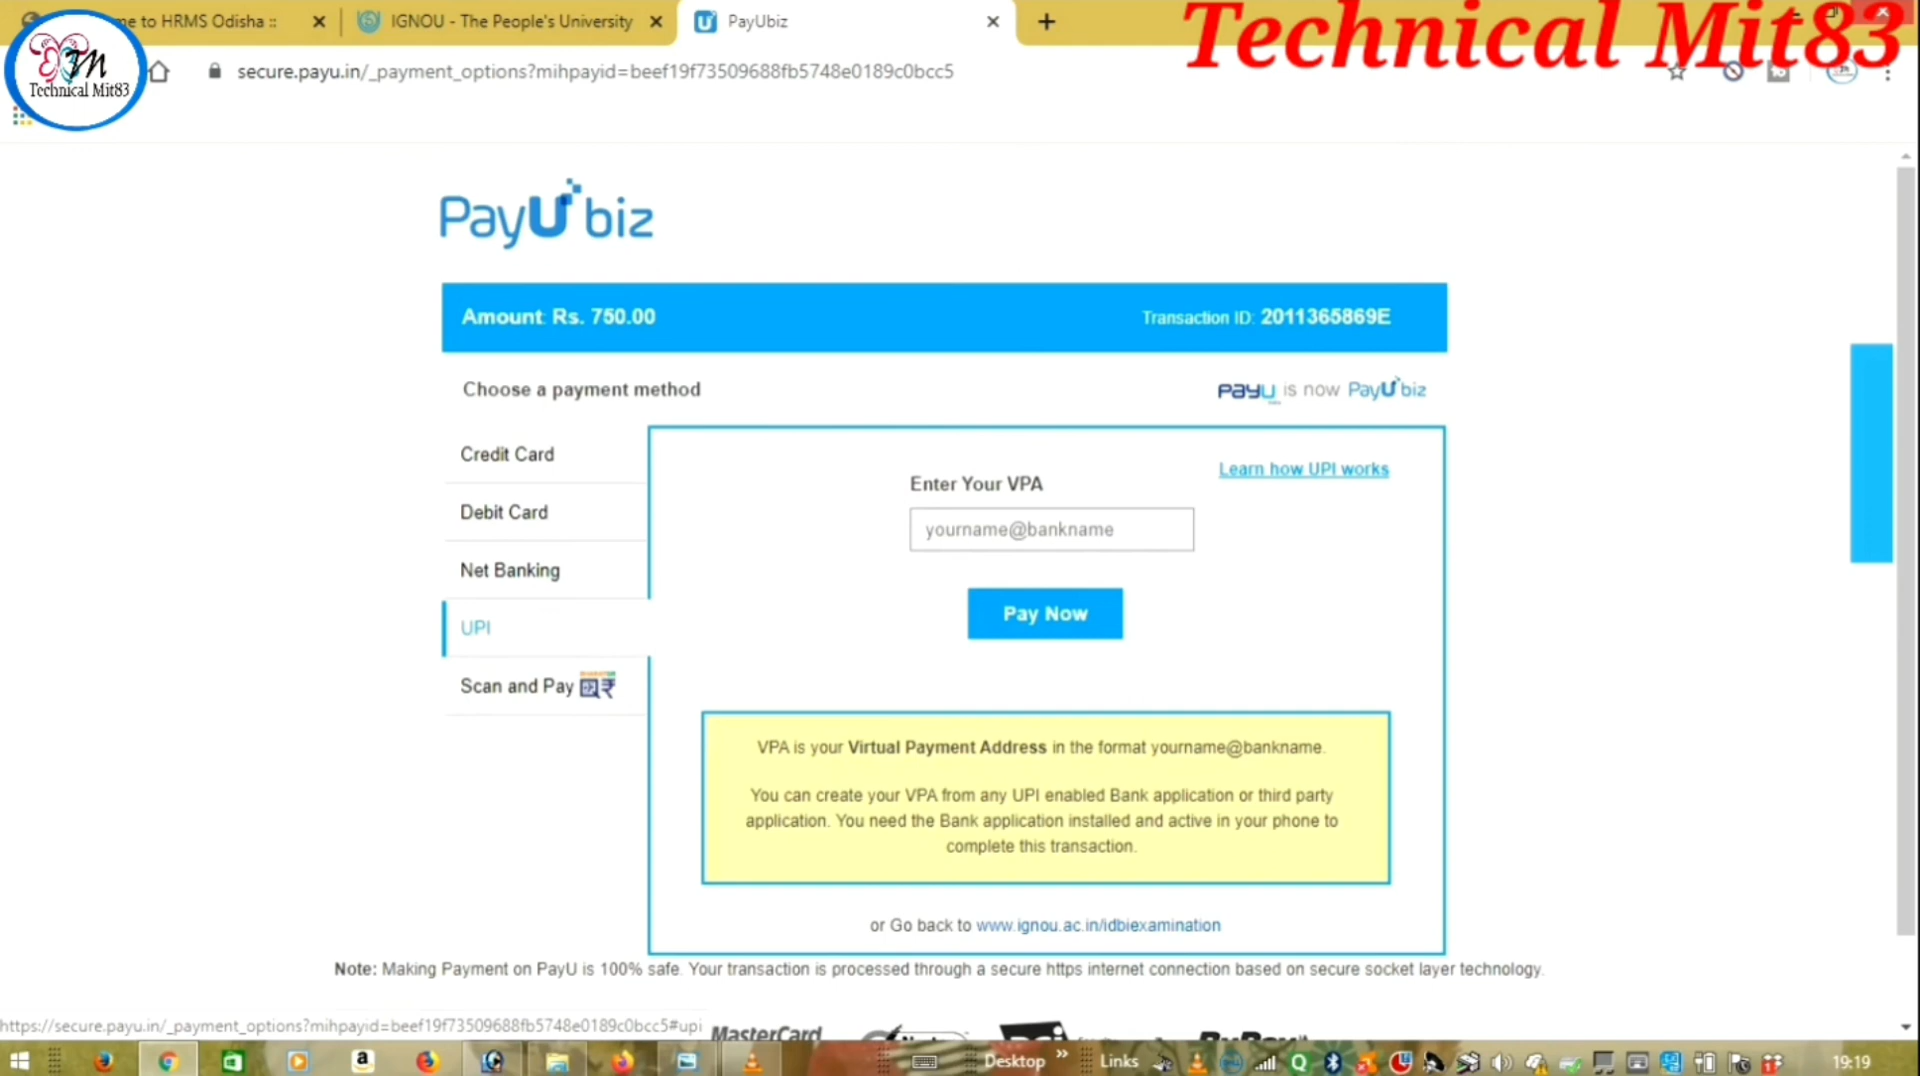 me to HRMS Odisha ::
IGNOU - The People's University
PayUbiz
Technical Mit83
TM
Technical Mit83
secure.payu.in/_payment_options?mihpayid=beef19f73509688fb5748e0189c0bcc5
PayUbiz
Amount: Rs. 750.00
Transaction ID: 2011365869E
Choose a payment method
PayU is now PayUbiz
Credit Card
Debit Card
Net Banking
UPI
Scan and Pay
Learn how UPI works
Enter Your VPA
yourname@bankname
Pay Now
VPA is your Virtual Payment Address in the format yourname@bankname.
You can create your VPA from any UPI enabled Bank application or third party
application. You need the Bank application installed and active in your phone to
complete this transaction.
or Go back to www.ignou.ac.in/idbiexamination
Note: Making Payment on PayU is 100% safe. Your transaction is processed through a secure https internet connection based on secure socket layer technology.
https://secure.payu.in/_payment_options?mihpayid=beef19f73509688fb5748e0189c0bcc5#upi
MasterCard
Desktop
Links
19:19